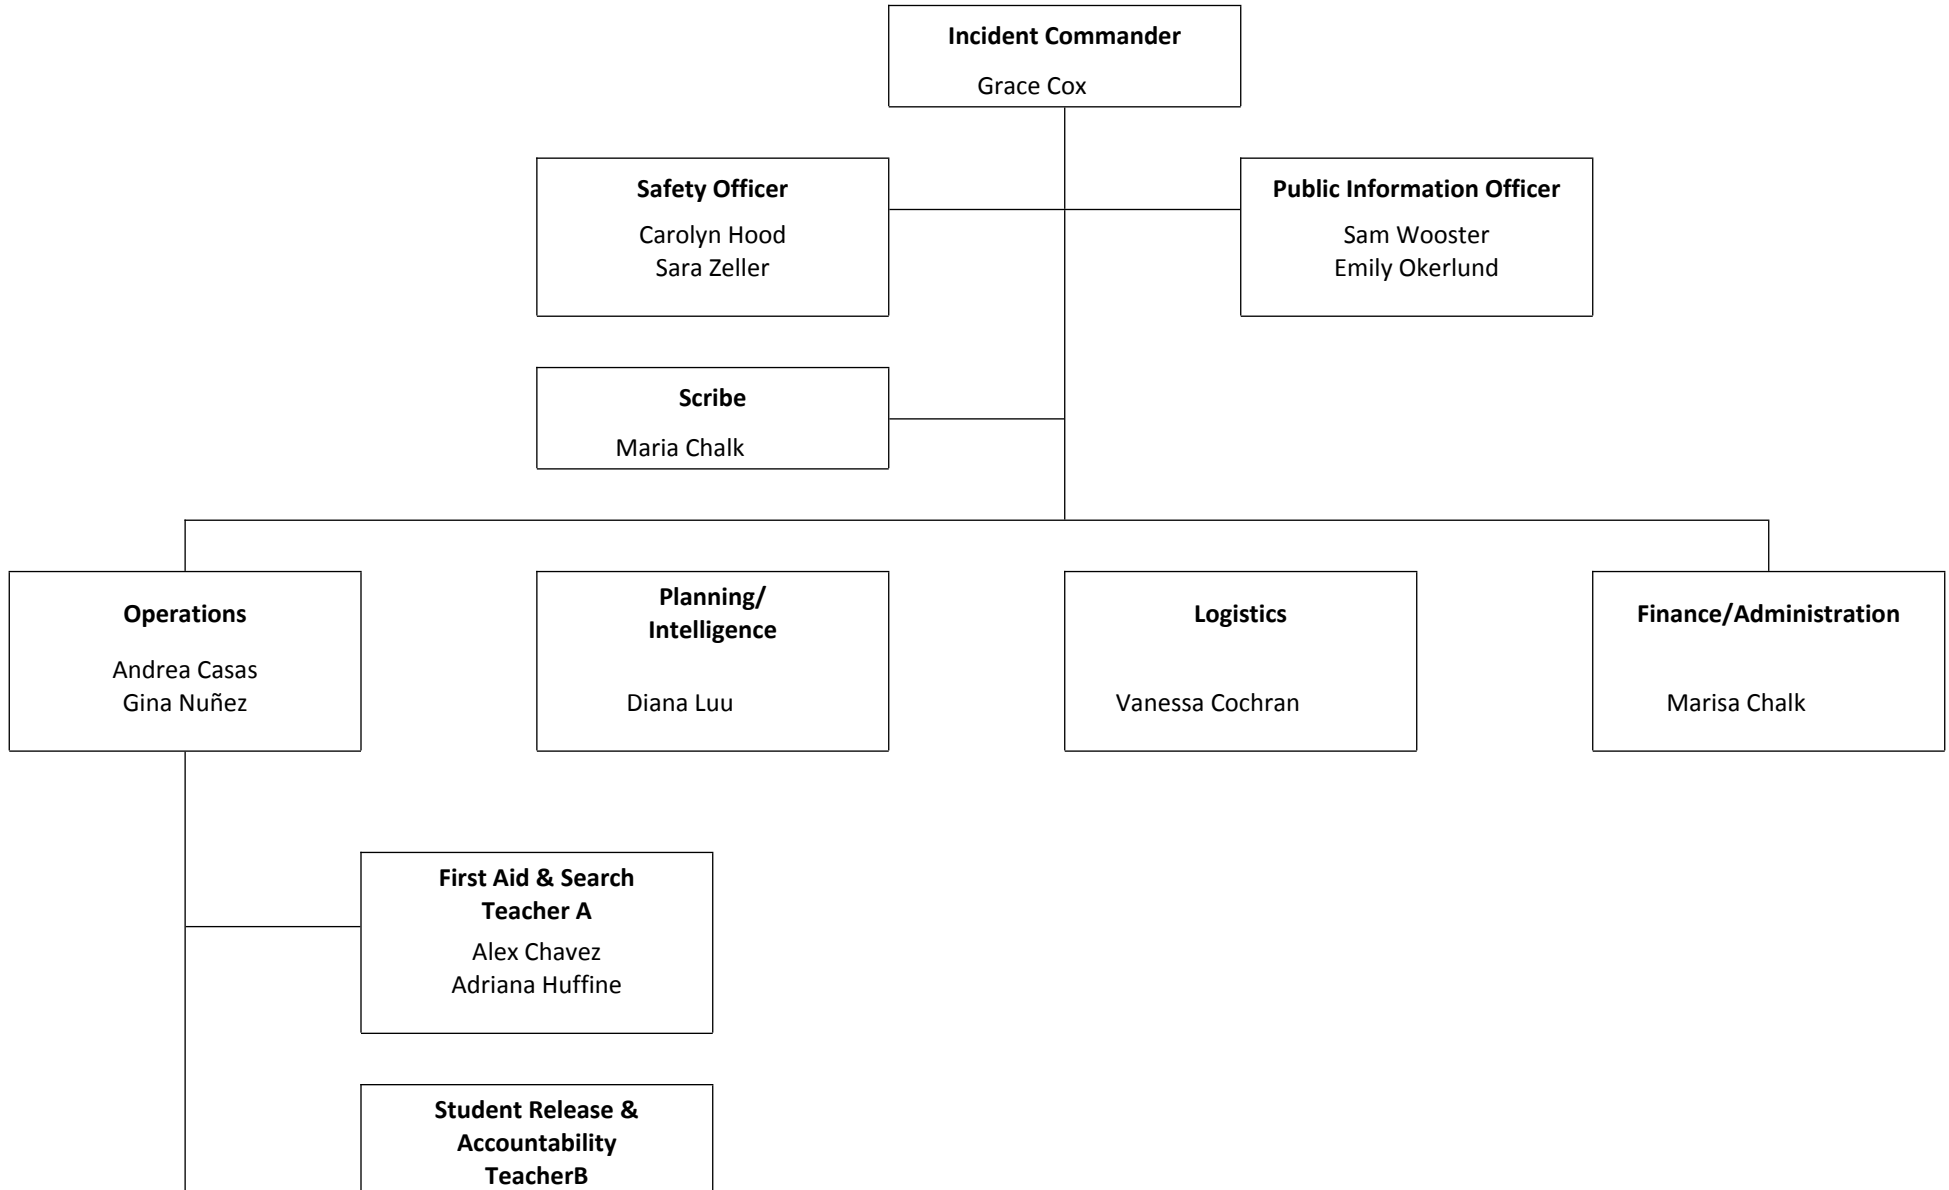 Incident Commander
Grace Cox
Safety Officer
Carolyn Hood
Sara Zeller
Public Information Officer
Sam Wooster
Emily Okerlund
Scribe
Maria Chalk
Operations
Andrea Casas
Gina Nuñez
Planning/
Intelligence
Diana Luu
Logistics
Vanessa Cochran
Finance/Administration
Marisa Chalk
First Aid & Search
Teacher A
Alex Chavez
Adriana Huffine
Student Release &
Accountability
TeacherB